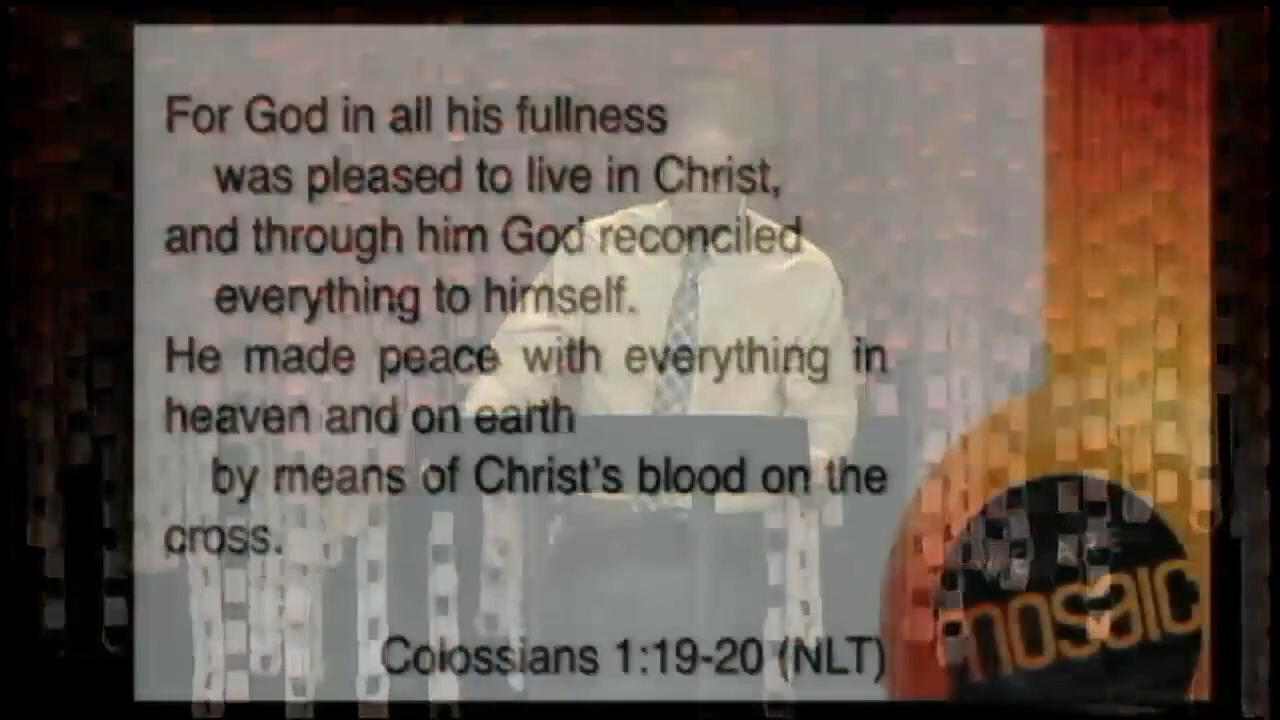 For God in all his fullness
was pleased to live in Christ,
and through him God reconciled
everything to himself.
He made peace with everything in
heaven and on earth
by means of Christ's blood on the
cross.
Colossians 1:19-20 (NLT)
mosaic